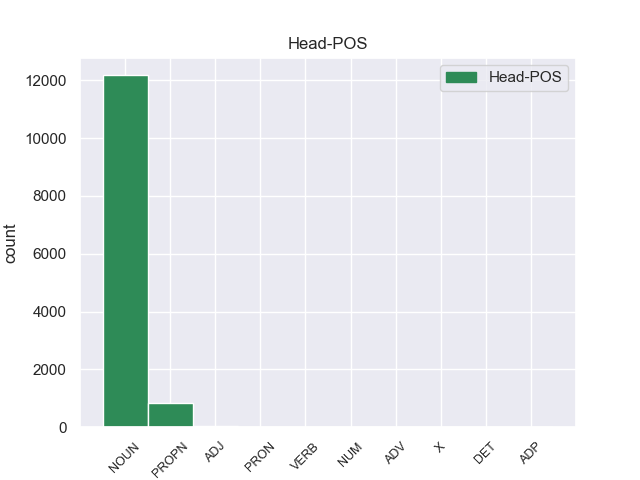 Head-POS
Head-POS
12000
10000
8000
6000
4000
2000
0
count
NOUN PROPN ADJ PRON VERB NUM ADV X DET ADP